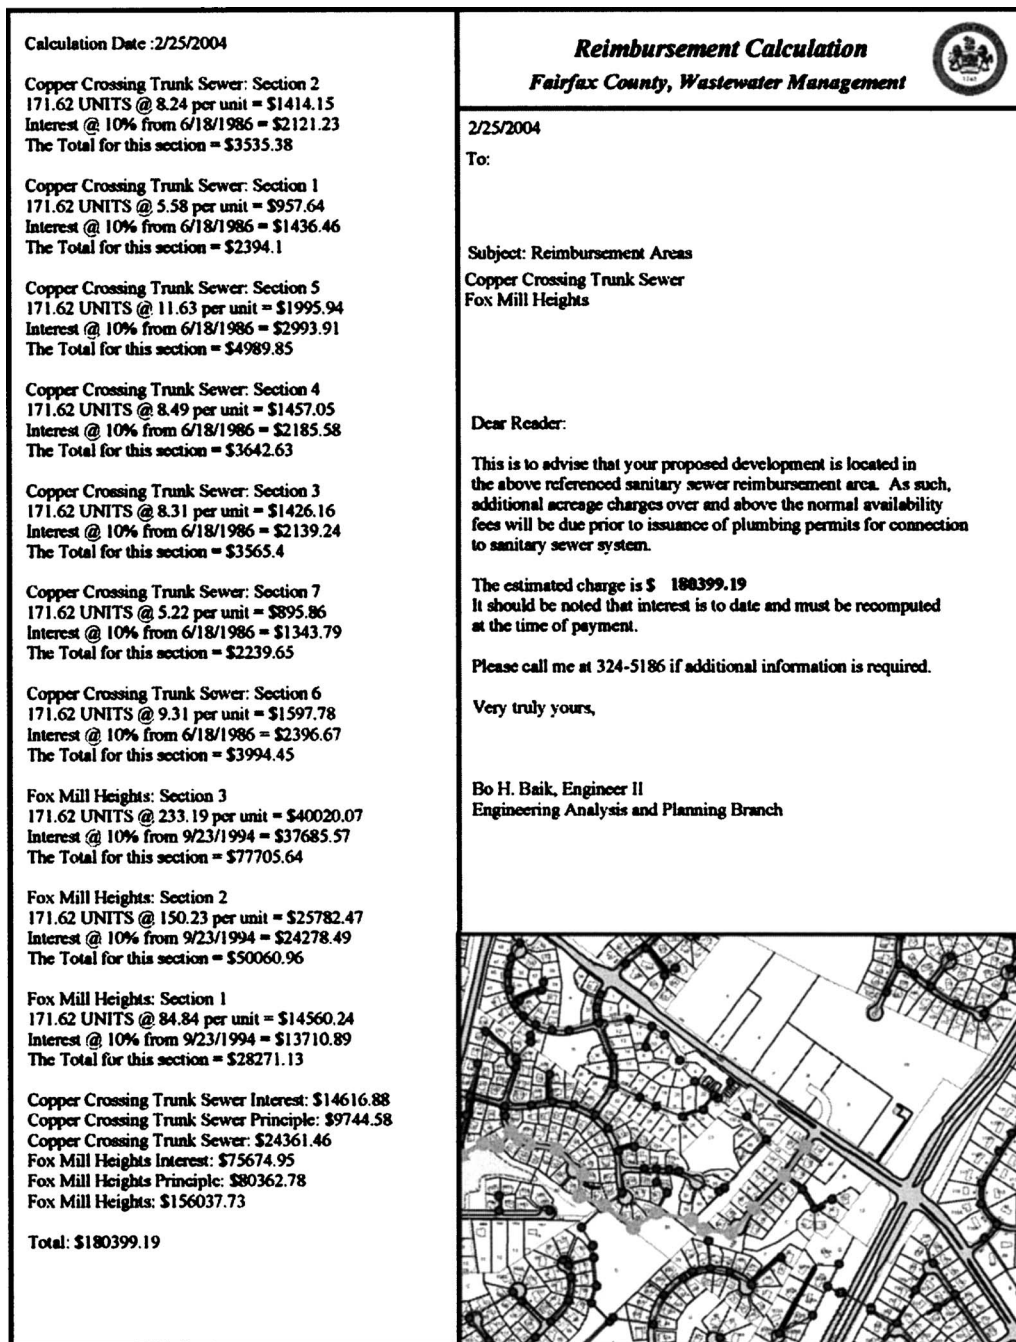 Calculation Date :2/25/2004
Copper Crossing Trunk Sewer: Section 2
171.62 UNITS @ 8.24 per unit = $1414.15
Interest @ 10% from 6/18/1986 = $2121.23
The Total for this section = $3535.38
Copper Crossing Trunk Sewer: Section 1
171.62 UNITS @ 5.58 per unit = $957.64
Interest @ 10% from 6/18/1986 = $1436.46
The Total for this section = $2394.1
Copper Crossing Trunk Sewer: Section 5
171.62 UNITS @ 11.63 per unit = $1995.94
Interest @ 10% from 6/18/1986 = $2993.91
The Total for this section = $4989.85
Copper Crossing Trunk Sewer: Section 4
171.62 UNITS @ 8.49 per unit = $1457.05
Interest @ 10% from 6/18/1986 = $2185.58
The Total for this section = $3642.63
Copper Crossing Trunk Sewer: Section 3
171.62 UNITS @ 8.31 per unit = $1426.16
Interest @ 10% from 6/18/1986 = $2139.24
The Total for this section = $3565.4
Copper Crossing Trunk Sewer: Section 7
171.62 UNITS @ 5.22 per unit = $895.86
Interest @ 10% from 6/18/1986 = $1343.79
The Total for this section = $2239.65
Copper Crossing Trunk Sewer: Section 6
171.62 UNITS @ 9.31 per unit = $1597.78
Interest @ 10% from 6/18/1986 = $2396.67
The Total for this section = $3994.45
Fox Mill Heights: Section 3
171.62 UNITS @ 233.19 per unit = $40020.07
Interest @ 10% from 9/23/1994 = $37685.57
The Total for this section = $77705.64
Fox Mill Heights: Section 2
171.62 UNITS @ 150.23 per unit = $25782.47
Interest @ 10% from 9/23/1994 = $24278.49
The Total for this section = $50060.96
Fox Mill Heights: Section 1
171.62 UNITS @ 84.84 per unit = $14560.24
Interest @ 10% from 9/23/1994 = $13710.89
The Total for this section = $28271.13
Copper Crossing Trunk Sewer Interest: $14616.88
Copper Crossing Trunk Sewer Principle: $9744.58
Copper Crossing Trunk Sewer: $24361.46
Fox Mill Heights Interest: $75674.95
Fox Mill Heights Principle: $80362.78
Fox Mill Heights: $156037.73
Total: $180399.19
Reimbursement Calculation
Fairfax County, Wastewater Management
2/25/2004
To:
Subject: Reimbursement Areas
Copper Crossing Trunk Sewer
Fox Mill Heights
Dear Reader:
This is to advise that your proposed development is located in
the above referenced sanitary sewer reimbursement area. As such,
additional acreage charges over and above the normal availability
fees will be due prior to issuance of plumbing permits for connection
to sanitary sewer system.
The estimated charge is $ 180399.19
It should be noted that interest is to date and must be recomputed
at the time of payment.
Please call me at 324-5186 if additional information is required.
Very truly yours,
Bo H. Baik, Engineer II
Engineering Analysis and Planning Branch